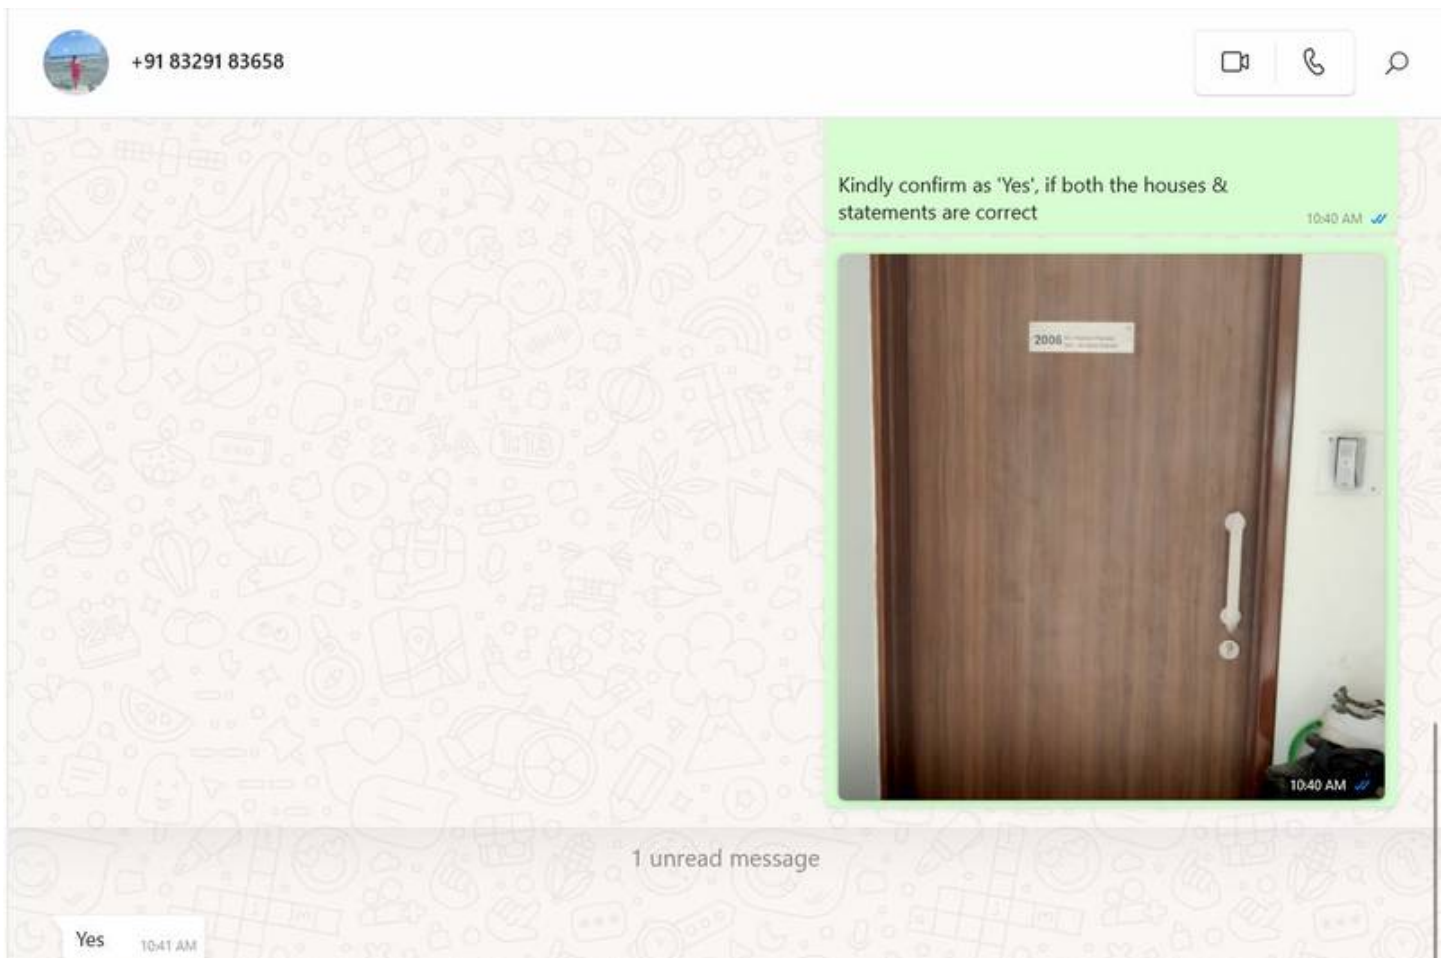 +91 83291 83658
Kindly confirm as 'Yes', if both the houses &
statements are correct
10:40 AM
2006
10:40 AM
1 unread message
Yes
10:41 AM